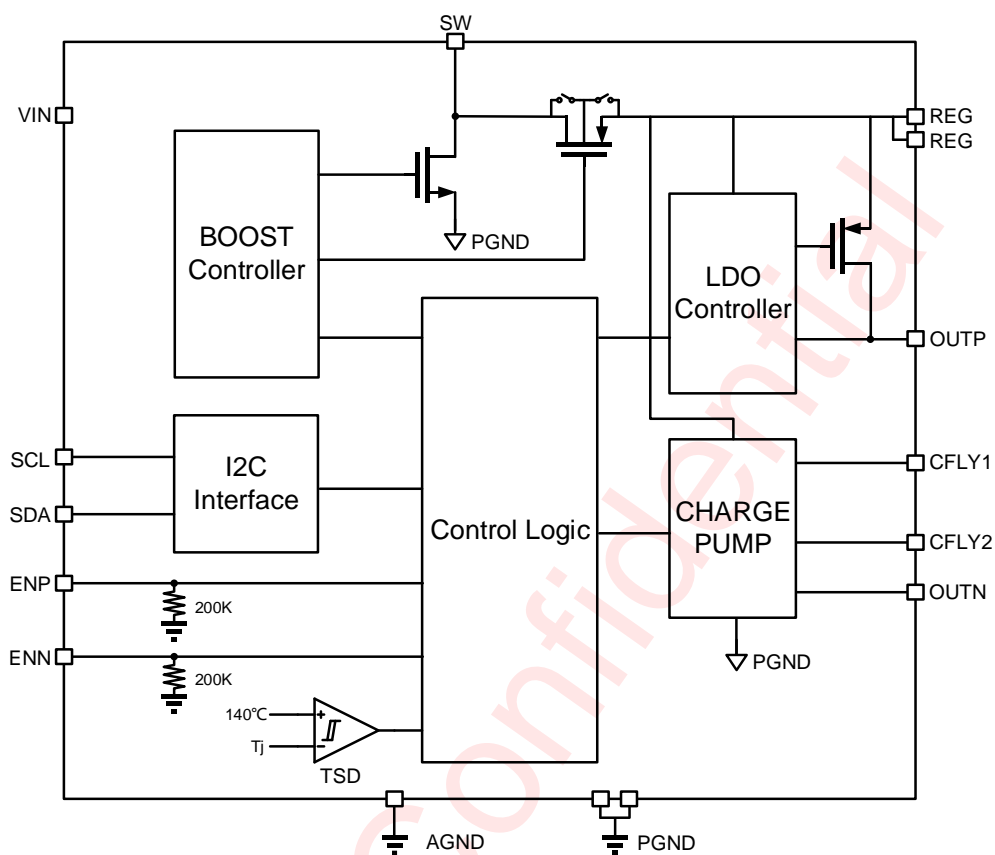 SW
VIN
REG
REG
BOOST
Controller
PGND
LDO
Controller
OUTP
SCL
I2C
Interface
SDA
Control Logic
CHARGE
PUMP
CFLY1
CFLY2
OUTN
ENP
200K
ENN
200K
PGND
140℃
+
Tj
−
TSD
AGND
PGND
Confidential